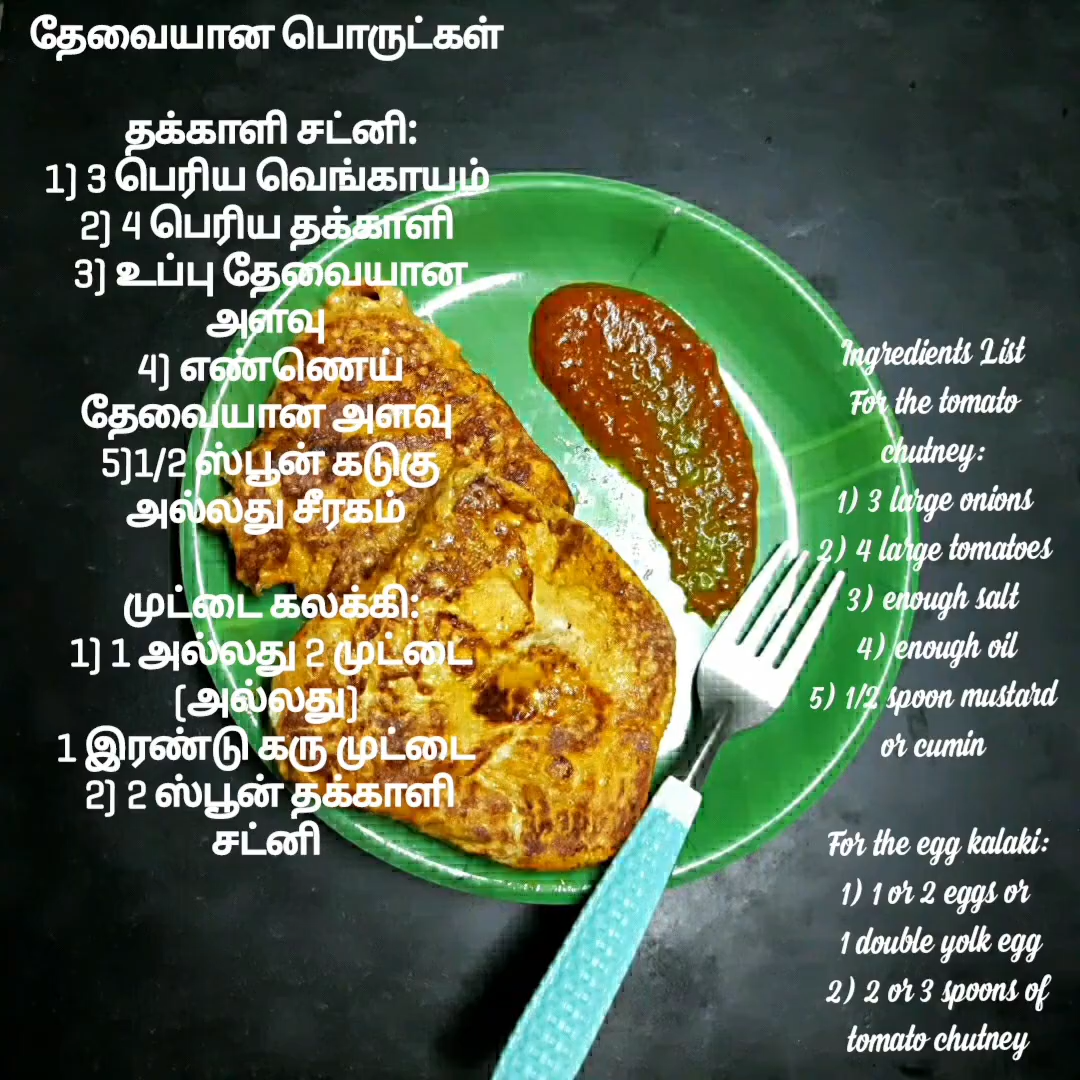 தேவையான பொருட்கள்
தக்காளி சட்னி:
1) 3 பெரிய வெங்காயம்
2) 4 பெரிய தக்காளி
3) உப்பு தேவையான
அளவு
4) எண்ணெய்
தேவையான அளவு
5)1/2 ஸ்பூன் கடுகு
அல்லது சீரகம்
முட்டை கலக்கி:
1) 1 அல்லது 2 முட்டை
(அல்லது)
1 இரண்டு கரு முட்டை
2) 2 ஸ்பூன் தக்காளி
சட்னி
Ingredients List
For the tomato
chutney:
1) 3 large onions
2) 4 large tomatoes
3) enough salt
4) enough oil
5) 1/2 spoon mustard
or cumin
For the egg kalaki:
1) 1 or 2 eggs or
1 double yolk egg
2) 2 or 3 spoons of
tomato chutney